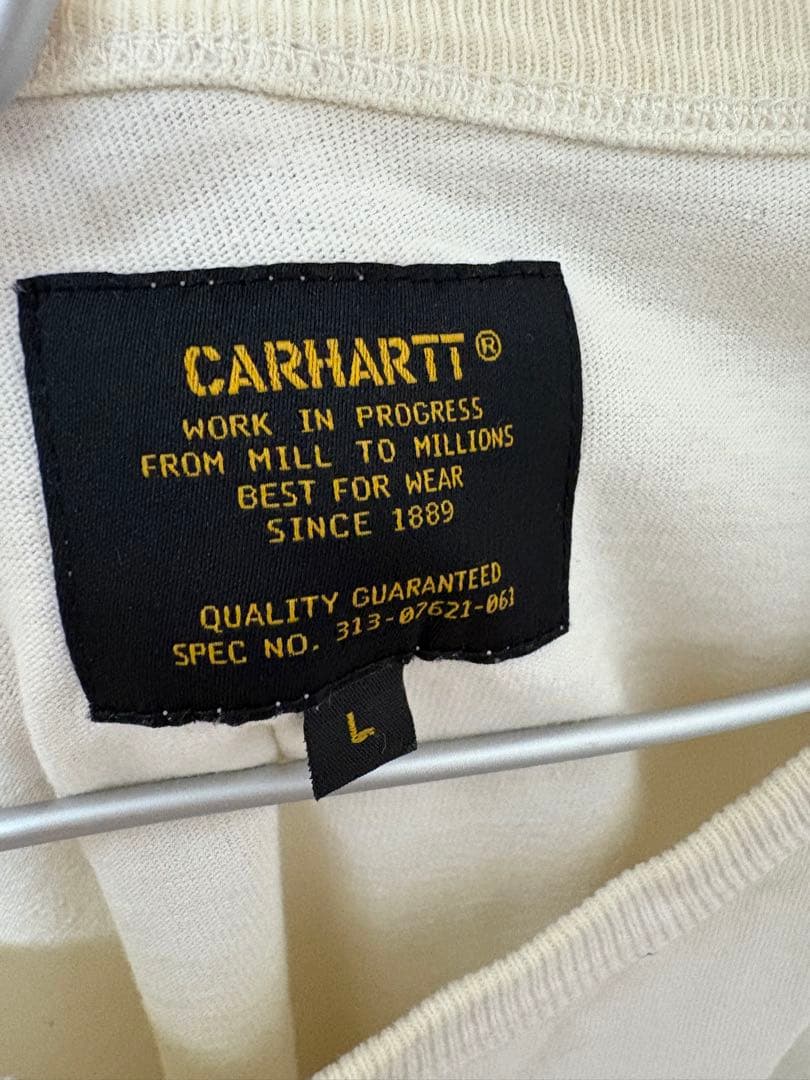 CARHARTT®
WORK IN PROGRESS
FROM MILL TO MILLIONS
BEST FOR WEAR
SINCE 1889
QUALITY GUARANTEED
SPEC NO. 313-07621-061
L